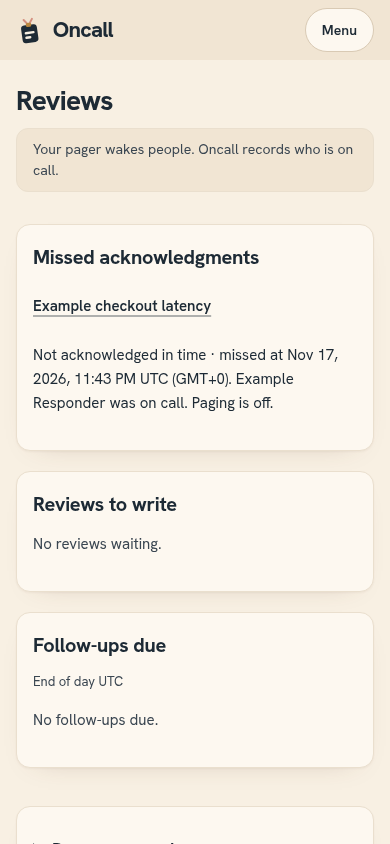 Oncall
Menu
Reviews
Your pager wakes people. Oncall records who is on
call.
Missed acknowledgments
Example checkout latency
Not acknowledged in time · missed at Nov 17,
2026, 11:43 PM UTC (GMT+0). Example
Responder was on call. Paging is off.
Reviews to write
No reviews waiting.
Follow-ups due
End of day UTC
No follow-ups due.